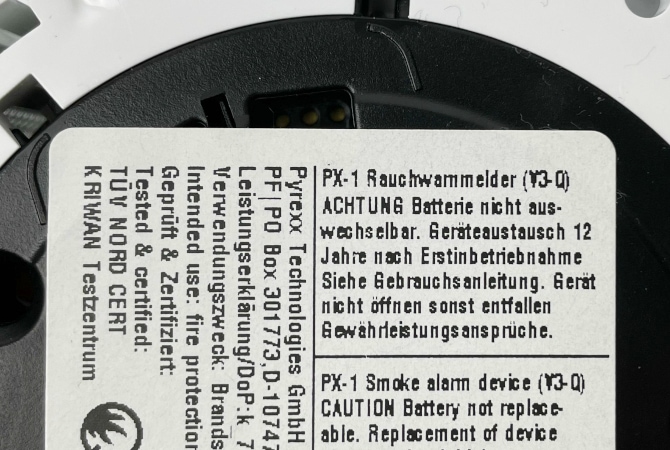 PX-1 Rauchwarnmelder (V3-Q)
ACHTUNG Batterie nicht aus-
wechselbar. Geräteaustausch 12
Jahre nach Erstinbetriebnahme
Siehe Gebrauchsanleitung. Gerät
nicht öffnen sonst entfallen
Gewährleistungsansprüche.
PX-1 Smoke alarm device (V3-Q)
CAUTION Battery not replace-
able. Replacement of device
Pyrexx Technologies GmbH
PF|PO Box 301773,D-10747
Leistungserklärung/DoP:k_7
Verwendungszweck: Brands
Intended use: fire protection
Geprüft & Zertifiziert:
Tested & certified:
TÜV NORD CERT
KRIWAN Testzentrum